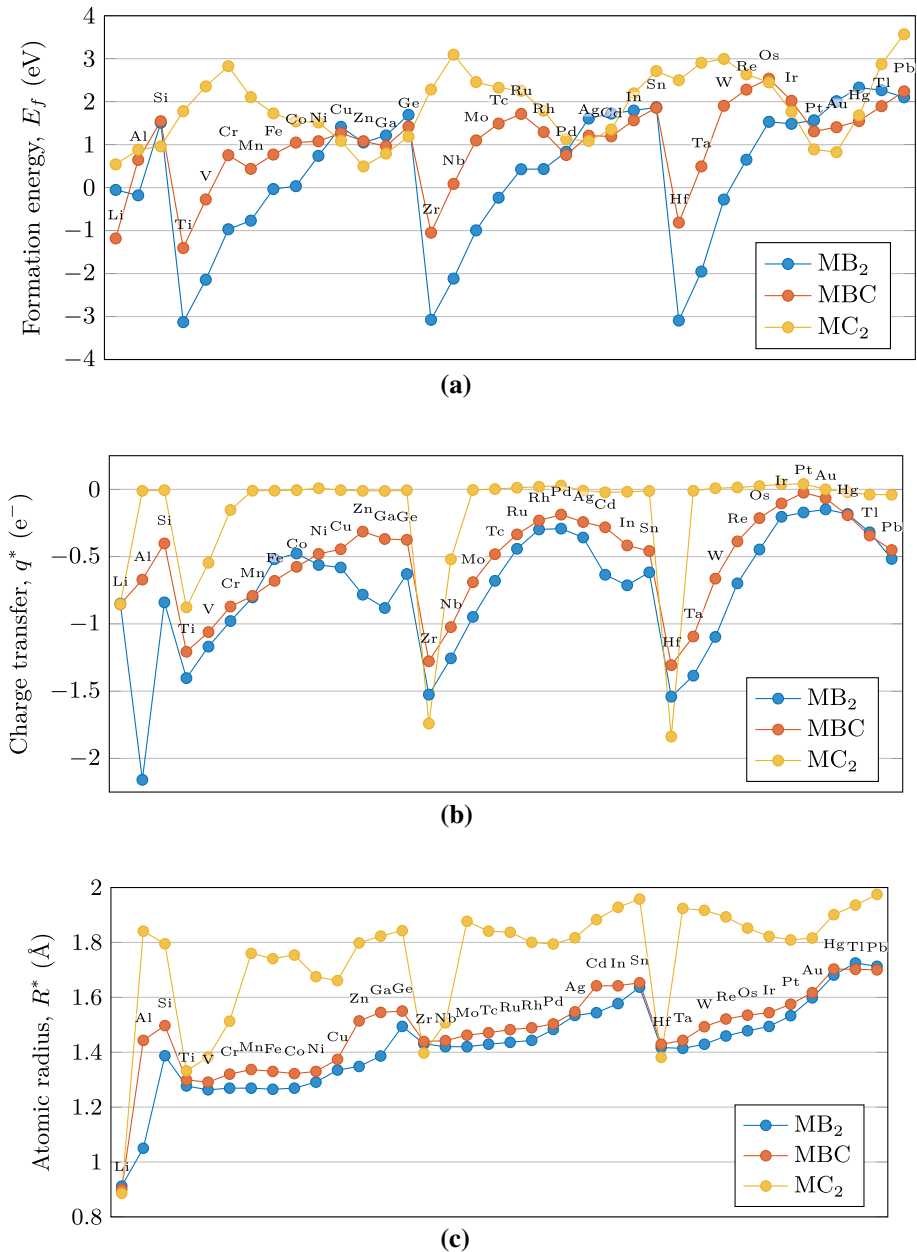 Formation energy, E_f (eV)
4
3
2
1
0
−1
−2
−3
−4
Li Al Si Ti V Cr Mn Fe Co Ni Cu Zn Ga Ge Zr Nb Mo Tc Ru Rh Pd Ag Cd In Sn Hf Ta W Re Os Ir Pt Au Hg Tl Pb
MB₂
MBC
MC₂
(a)
Charge transfer, q* (e⁻)
0
−0.5
−1
−1.5
−2
Li Al Si Ti V Cr Mn Fe Co Ni Cu Zn Ga Ge Zr Nb Mo Tc Ru Rh Pd Ag Cd In Sn Hf Ta W Re Os Ir Pt Au Hg Tl Pb
MB₂
MBC
MC₂
(b)
Atomic radius, R* (Å)
2
1.8
1.6
1.4
1.2
1
0.8
Li Al Si Ti V Cr Mn Fe Co Ni Cu Zn Ga Ge Zr Nb Mo Tc Ru Rh Pd Ag Cd In Sn Hf Ta W Re Os Ir Pt Au Hg Tl Pb
MB₂
MBC
MC₂
(c)